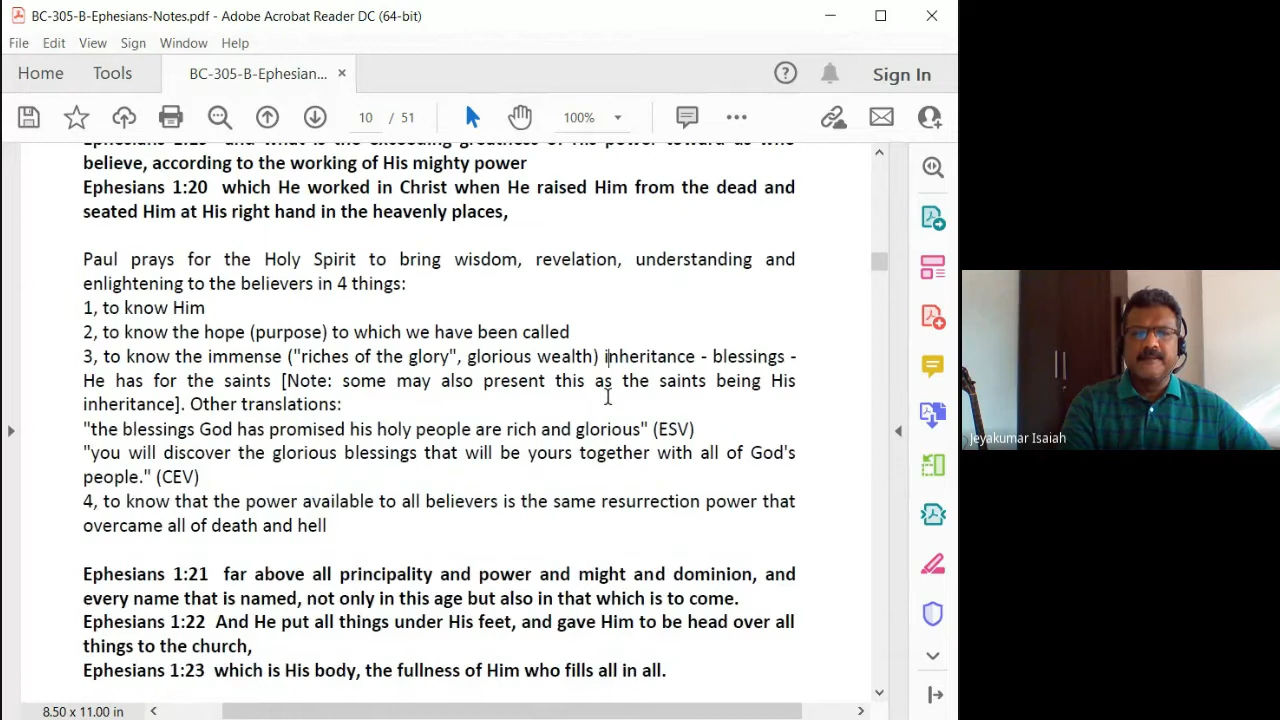 BC-305-B-Ephesians-Notes.pdf - Adobe Acrobat Reader DC (64-bit)
File Edit View Sign Window Help
Home Tools BC-305-B-Ephesian... × Sign In
10 / 51 100%
believe, according to the working of His mighty power
Ephesians 1:20 which He worked in Christ when He raised Him from the dead and
seated Him at His right hand in the heavenly places,
Paul prays for the Holy Spirit to bring wisdom, revelation, understanding and
enlightening to the believers in 4 things:
1, to know Him
2, to know the hope (purpose) to which we have been called
3, to know the immense ("riches of the glory", glorious wealth) inheritance - blessings -
He has for the saints [Note: some may also present this as the saints being His
inheritance]. Other translations:
"the blessings God has promised his holy people are rich and glorious" (ESV)
"you will discover the glorious blessings that will be yours together with all of God's
people." (CEV)
4, to know that the power available to all believers is the same resurrection power that
overcame all of death and hell
Ephesians 1:21 far above all principality and power and might and dominion, and
every name that is named, not only in this age but also in that which is to come.
Ephesians 1:22 And He put all things under His feet, and gave Him to be head over all
things to the church,
Ephesians 1:23 which is His body, the fullness of Him who fills all in all.
8.50 x 11.00 in
Jeyakumar Isaiah